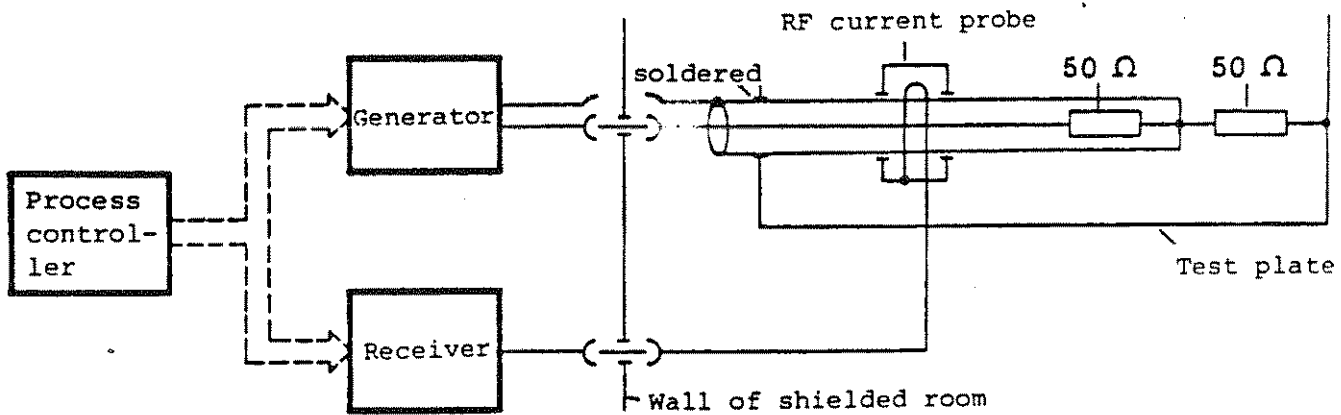 RF current probe
soldered
50 Ω
50 Ω
Generator
Process
control-
ler
Test plate
Receiver
Wall of shielded room